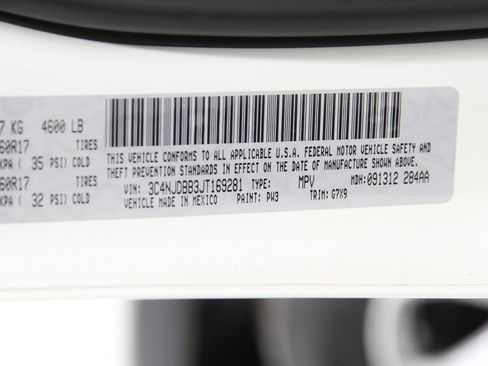 7 KG 4600 LB
60R17 TIRES
KPA ( 35 PSI) COLD
60R17 TIRES
KPA ( 32 PSI) COLD
THIS VEHICLE CONFORMS TO ALL APPLICABLE U.S.A. FEDERAL MOTOR VEHICLE SAFETY AND
THEFT PREVENTION STANDARDS IN EFFECT ON THE DATE OF MANUFACTURE SHOWN ABOVE.
VIN: 3C4NJDBB3JT169281 TYPE: MPV MDH: 091312 284AA
VEHICLE MADE IN MEXICO PAINT: PW3 TRIM: G7X9